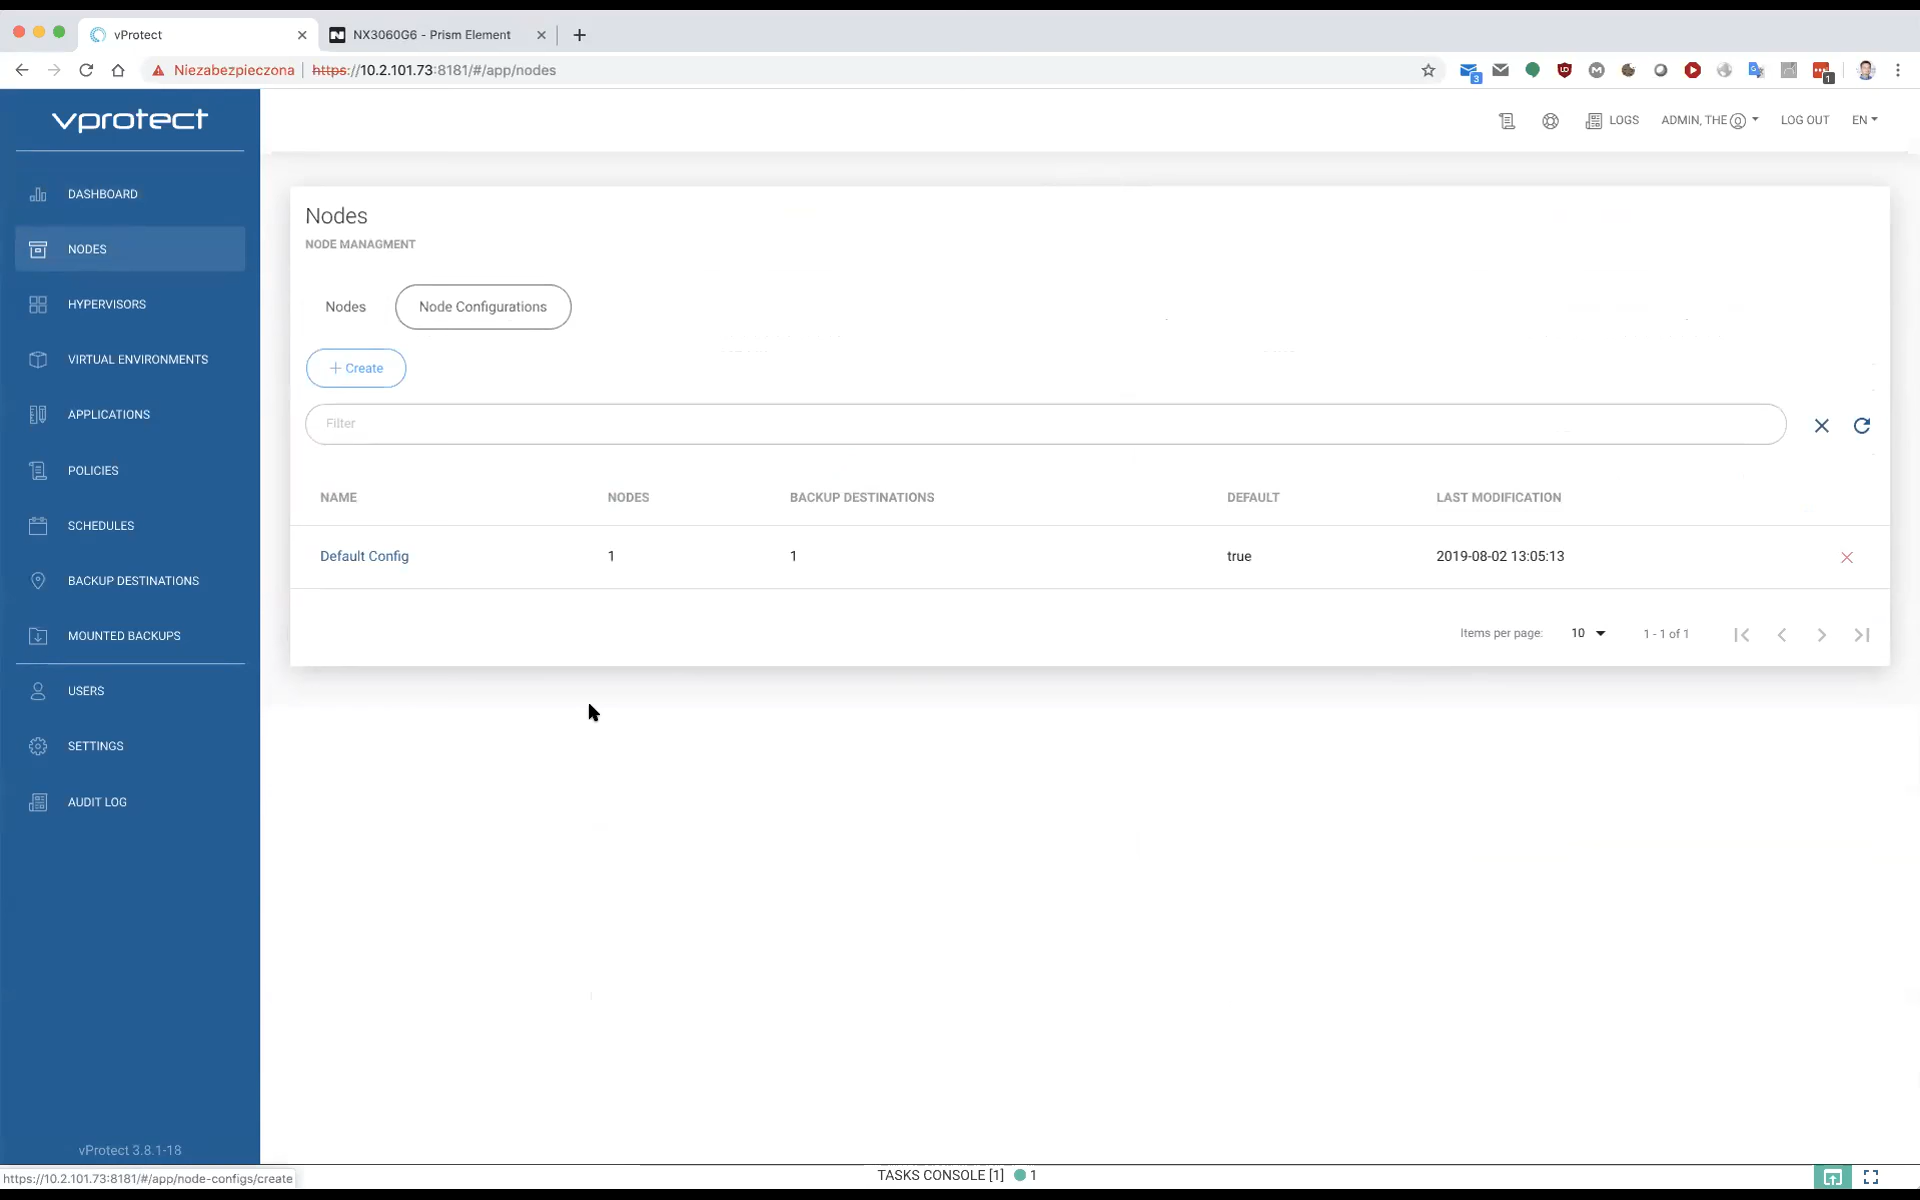 vProtect
NX3060G6 - Prism Element
Niezabezpieczona
https://10.2.101.73:8181/#/app/nodes
3
1
vprotect
LOGS
ADMIN, THE
LOG OUT
EN
DASHBOARD
NODES
HYPERVISORS
VIRTUAL ENVIRONMENTS
APPLICATIONS
POLICIES
SCHEDULES
BACKUP DESTINATIONS
MOUNTED BACKUPS
USERS
SETTINGS
AUDIT LOG
vProtect 3.8.1-18
Nodes
NODE MANAGMENT
Nodes
Node Configurations
+ Create
Filter
NAME NODES BACKUP DESTINATIONS DEFAULT LAST MODIFICATION
Default Config 1 1 true 2019-08-02 13:05:13
Items per page: 10 1 - 1 of 1
https://10.2.101.73:8181/#/app/node-configs/create
TASKS CONSOLE [1] 1